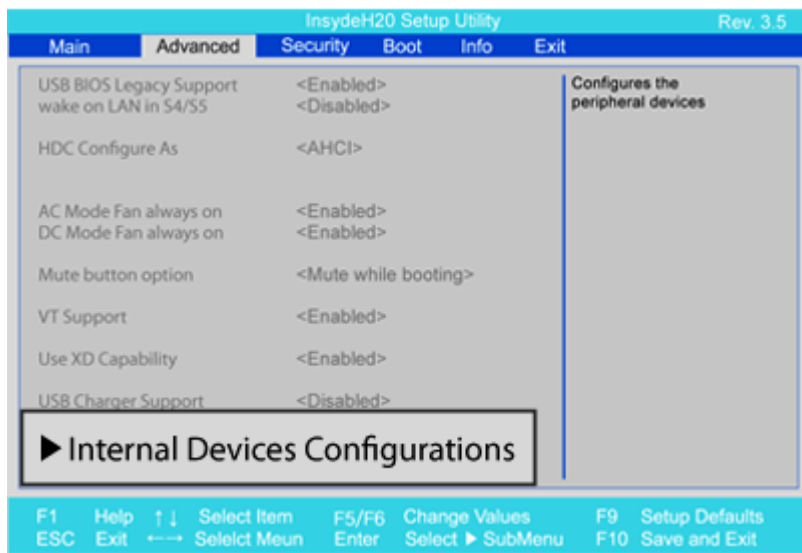 InsydeH20 Setup Utility Rev. 3.5
Main Advanced Security Boot Info Exit
USB BIOS Legacy Support <Enabled>
wake on LAN in S4/S5 <Disabled>
HDC Configure As <AHCI>
AC Mode Fan always on <Enabled>
DC Mode Fan always on <Enabled>
Mute button option <Mute while booting>
VT Support <Enabled>
Use XD Capability <Enabled>
USB Charger Support <Disabled>
▶ Internal Devices Configurations
Configures the
peripheral devices
F1 Help ↑↓ Select Item F5/F6 Change Values F9 Setup Defaults
ESC Exit ←→ Selelct Meun Enter Select ▶ SubMenu F10 Save and Exit